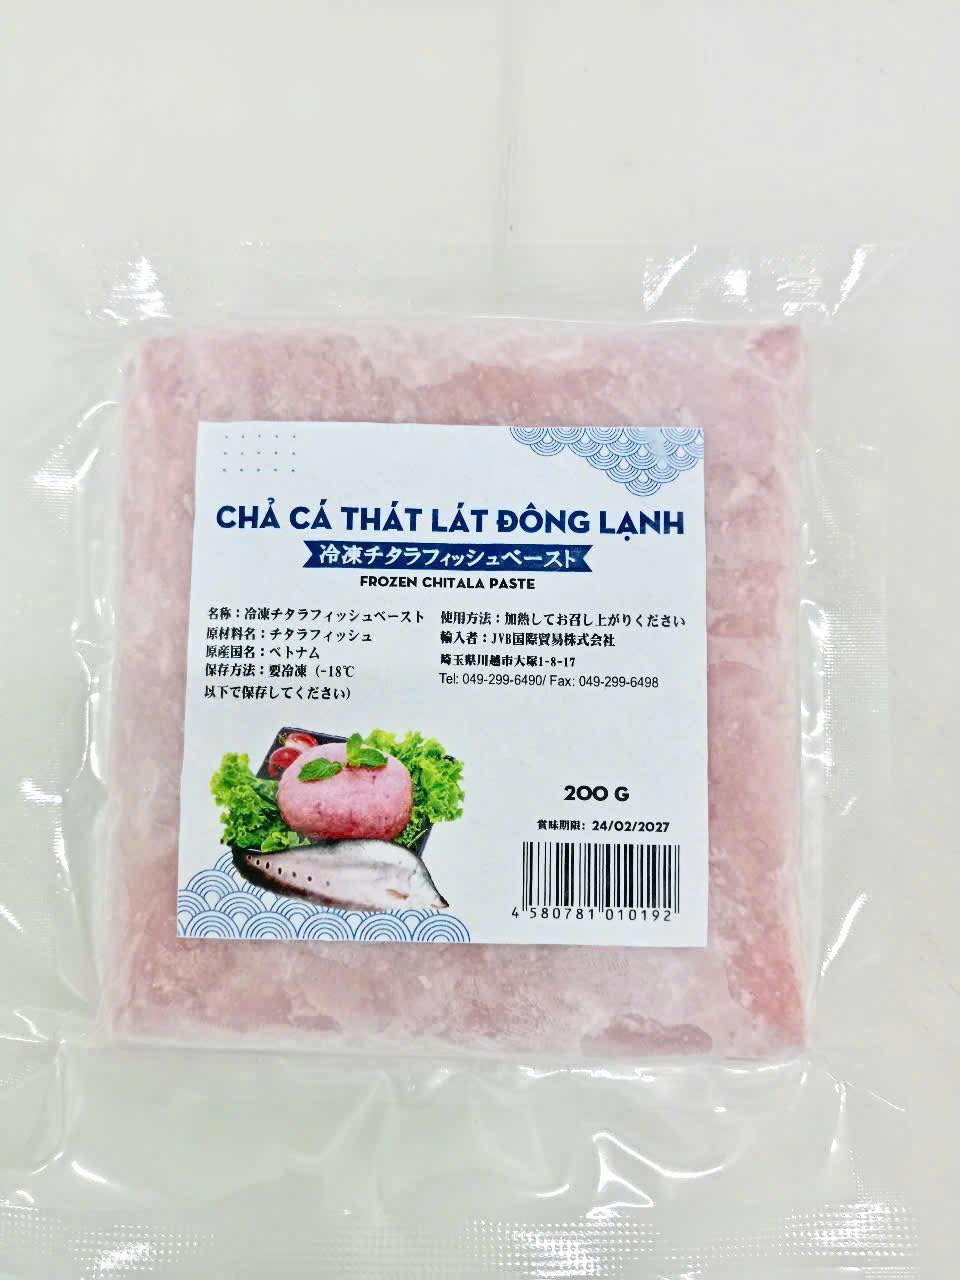 CHẢ CÁ THÁT LÁT ĐÔNG LẠNH
冷凍チタラフィッシュペースト
FROZEN CHITALA PASTE
名称：冷凍チタラフィッシュペースト
原材料名：チタラフィッシュ
原産国名：ベトナム
保存方法：要冷凍（-18℃
以下で保存してください）
使用方法：加熱してお召し上がりください
輸入者：JVB国際貿易株式会社
埼玉県川越市大塚1-8-17
Tel: 049-299-6490/ Fax: 049-299-6498
200 G
賞味期限: 24/02/2027
4 580781 010192